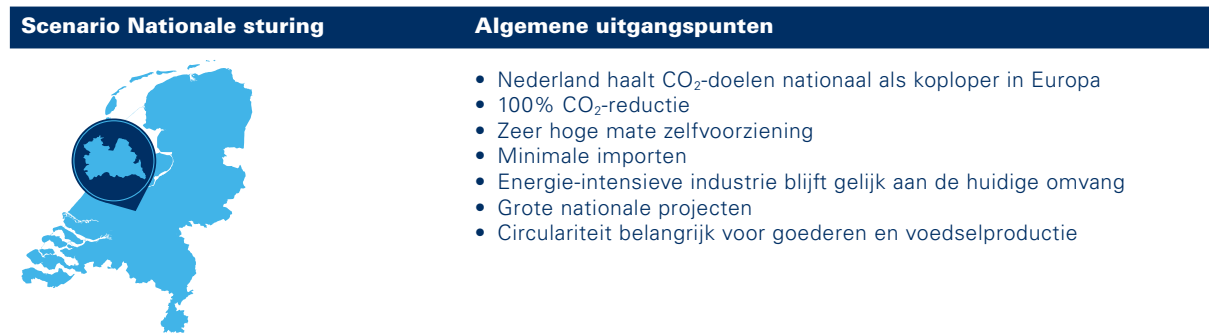 Scenario Nationale sturing
Algemene uitgangspunten
• Nederland haalt CO₂-doelen nationaal als koploper in Europa
• 100% CO₂-reductie
• Zeer hoge mate zelfvoorziening
• Minimale importen
• Energie-intensieve industrie blijft gelijk aan de huidige omvang
• Grote nationale projecten
• Circulariteit belangrijk voor goederen en voedselproductie